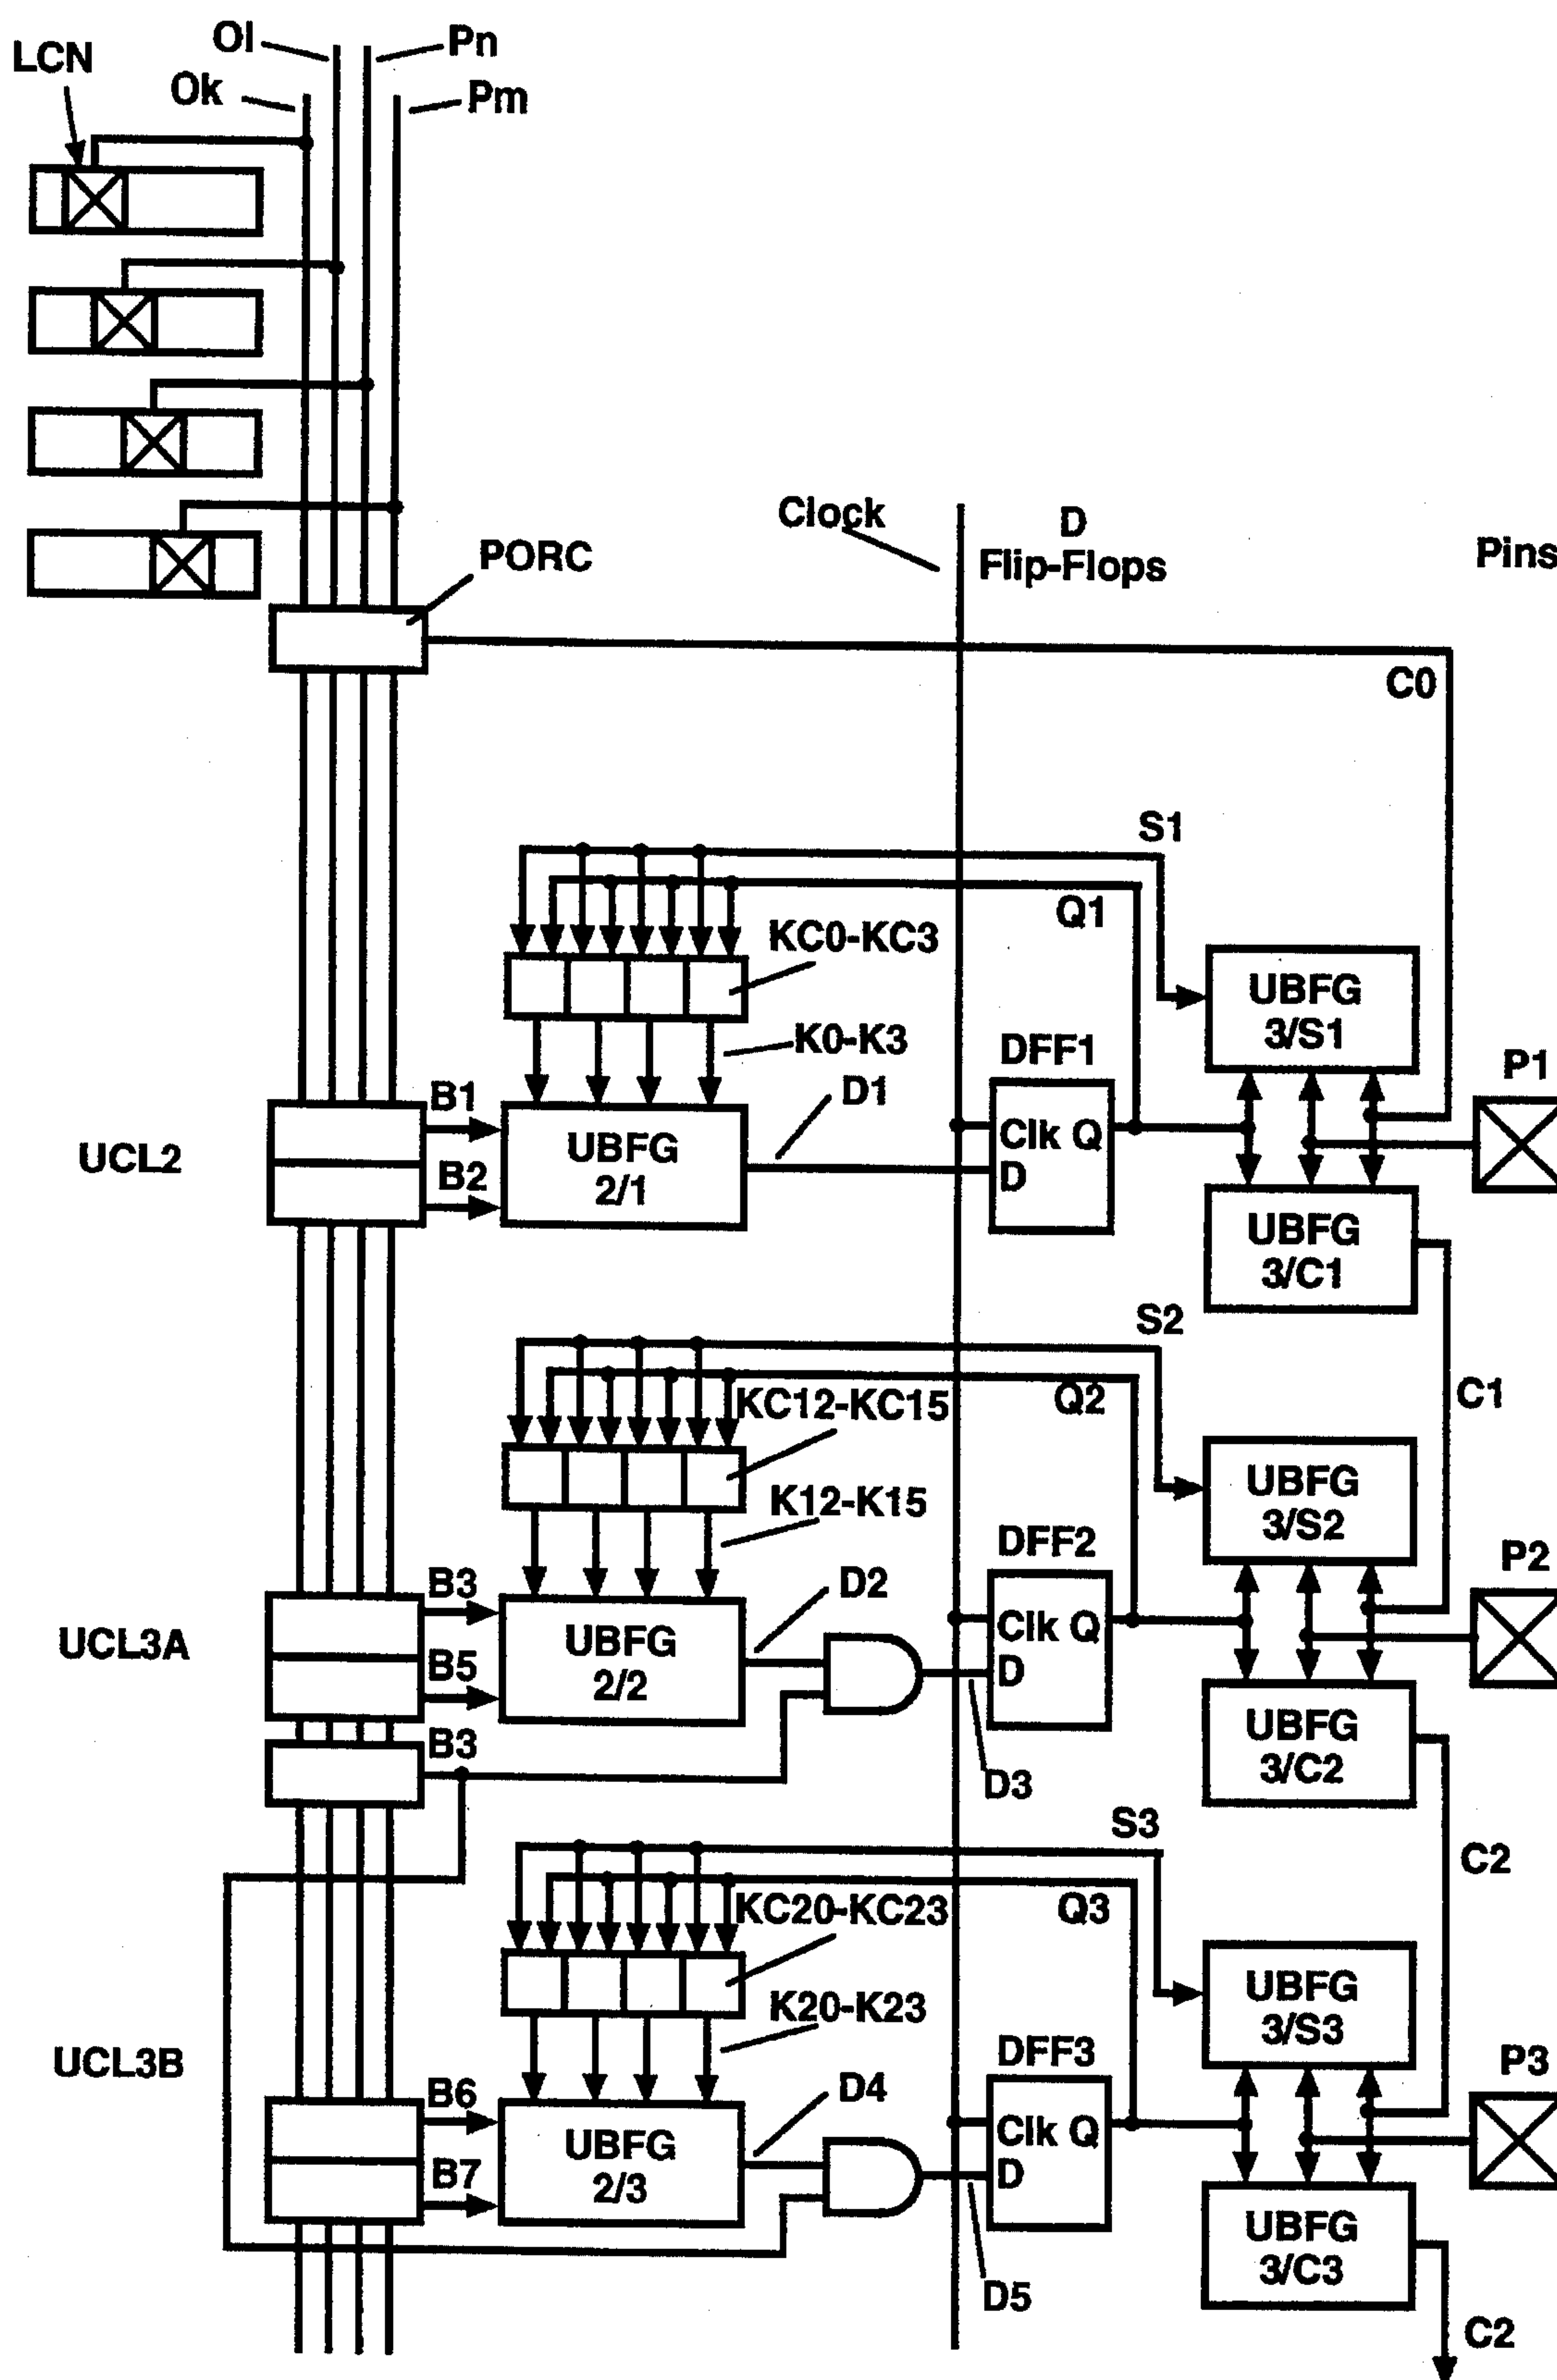 OI
Pn
LCN
Ok
Pm
Clock
D
Flip-Flops
Pins
PORC
C0
S1
Q1
KC0-KC3
UBFG
3/S1
K0-K3
DFF1
P1
B1
D1
UBFG
2/1
Clk Q
D
UCL2
B2
UBFG
3/C1
S2
Q2
C1
KC12-KC15
UBFG
3/S2
K12-K15
DFF2
P2
B3
D2
UBFG
2/2
Clk Q
D
UCL3A
B5
UBFG
3/C2
B3
D3
S3
C2
Q3
KC20-KC23
UBFG
3/S3
K20-K23
DFF3
P3
UCL3B
B6
D4
UBFG
2/3
Clk Q
D
B7
UBFG
3/C3
D5
C2